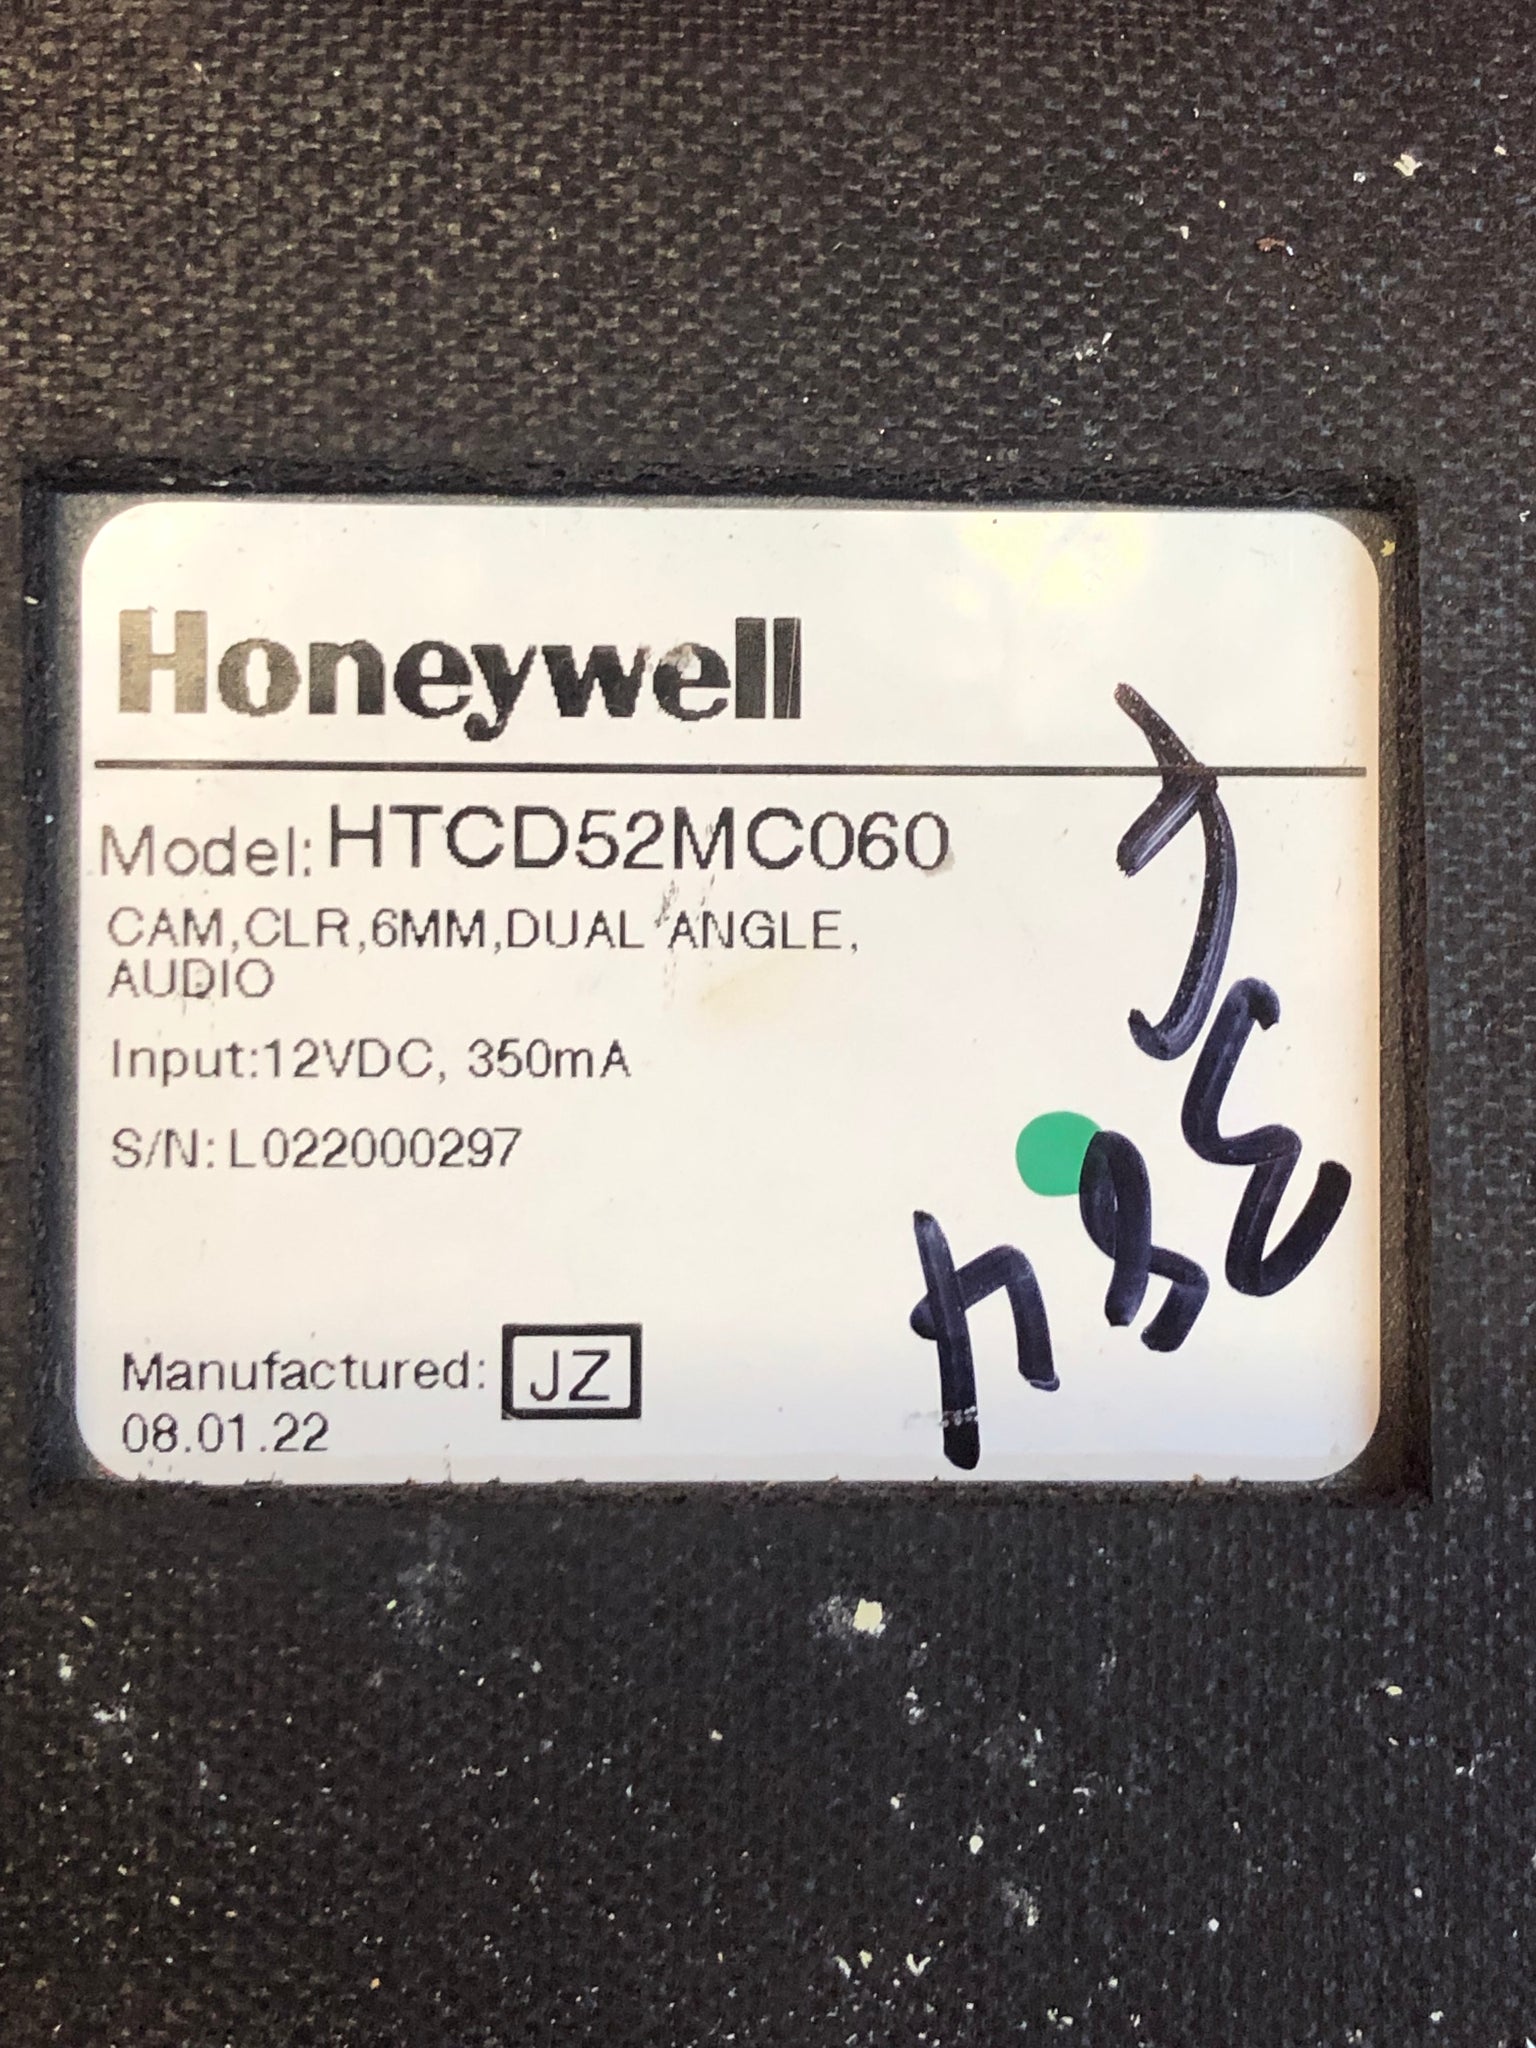 Honeywell
Model: HTCD52MC060
CAM,CLR,6MM,DUAL ANGLE,
AUDIO
Input:12VDC, 350mA
S/N: L022000297
Manufactured: JZ
08.01.22